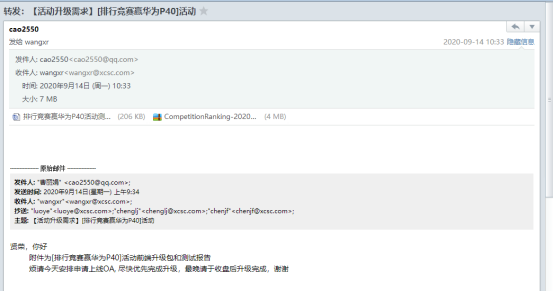 转发：【活动升级需求】[排行竞赛赢华为P40]活动
cao2550
发给 wangxr
2020-09-14 10:33 隐藏信息
发件人: cao2550<cao2550@qq.com>
收件人: wangxr<wangxr@xcsc.com>
时间: 2020年9月14日 (周一) 10:33
大小: 7 MB
排行竞赛赢华为P40活动测... (206 KB) CompetitionRanking-2020... (4 MB)
原始邮件
发件人: "曹丽娟" <cao2550@qq.com>;
发送时间: 2020年9月14日(星期一) 上午9:34
收件人: "wangxr"<wangxr@xcsc.com>;
抄送: "luoye"<luoye@xcsc.com>;"chenglj"<chenglj@xcsc.com>;"chenjf"<chenjf@xcsc.com>;
主题: 【活动升级需求】[排行竞赛赢华为P40]活动
贤荣，你好
附件为[排行竞赛赢华为P40]活动前端升级包和测试报告
烦请今天安排申请上线OA, 尽快优先完成升级，最晚请于收盘后升级完成，谢谢